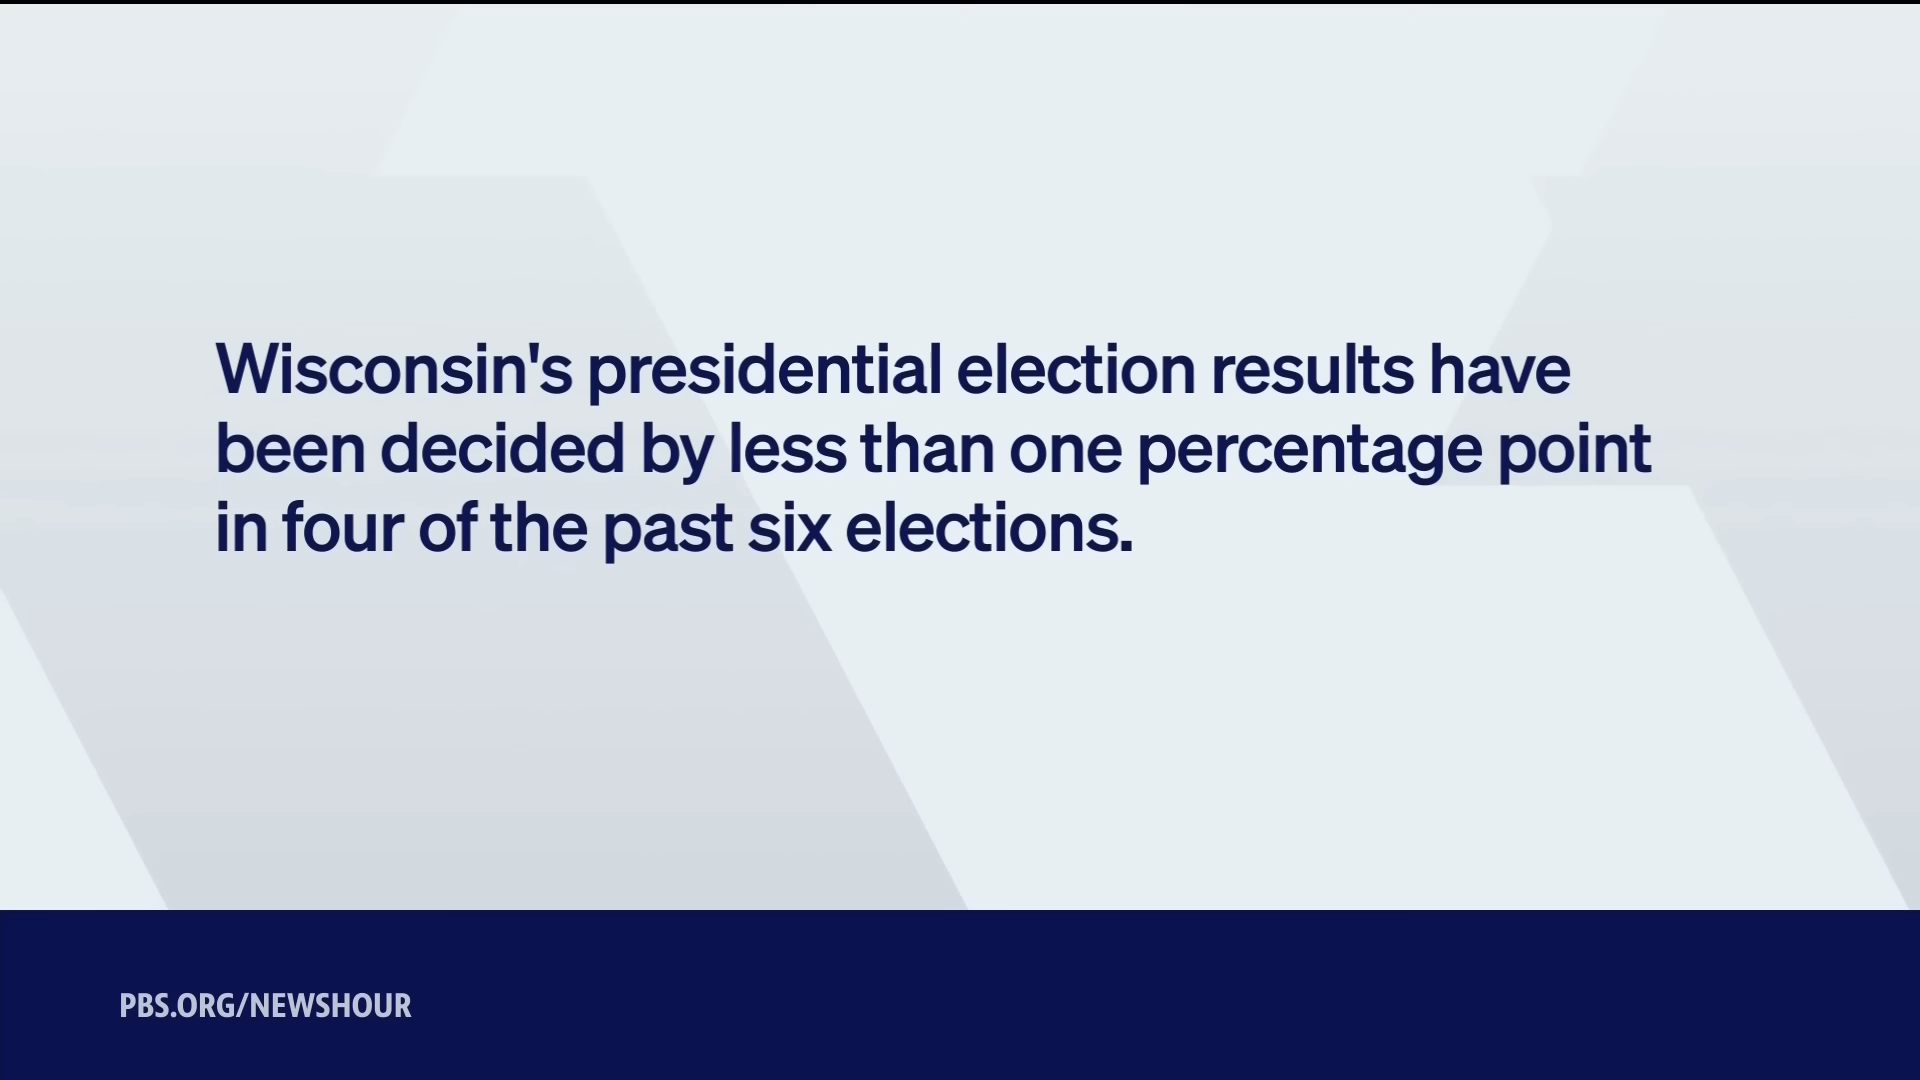 Wisconsin's presidential election results have
been decided by less than one percentage point
in four of the past six elections.
PBS.ORG/NEWSHOUR